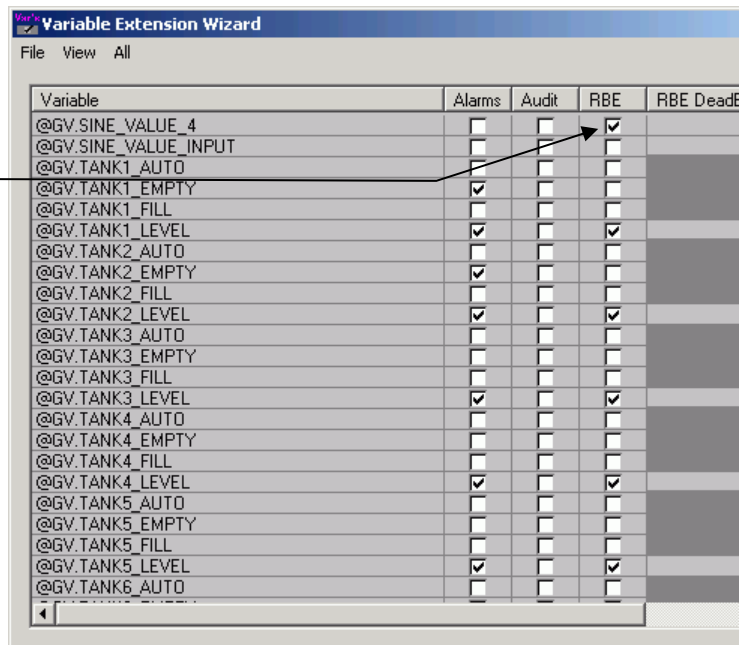 Var's
Variable Extension Wizard
File View All
Variable Alarms Audit RBE RBE DeadB
@GV.SINE_VALUE_4
@GV.SINE_VALUE_INPUT
@GV.TANK1_AUTO
@GV.TANK1_EMPTY
@GV.TANK1_FILL
@GV.TANK1_LEVEL
@GV.TANK2_AUTO
@GV.TANK2_EMPTY
@GV.TANK2_FILL
@GV.TANK2_LEVEL
@GV.TANK3_AUTO
@GV.TANK3_EMPTY
@GV.TANK3_FILL
@GV.TANK3_LEVEL
@GV.TANK4_AUTO
@GV.TANK4_EMPTY
@GV.TANK4_FILL
@GV.TANK4_LEVEL
@GV.TANK5_AUTO
@GV.TANK5_EMPTY
@GV.TANK5_FILL
@GV.TANK5_LEVEL
@GV.TANK6_AUTO